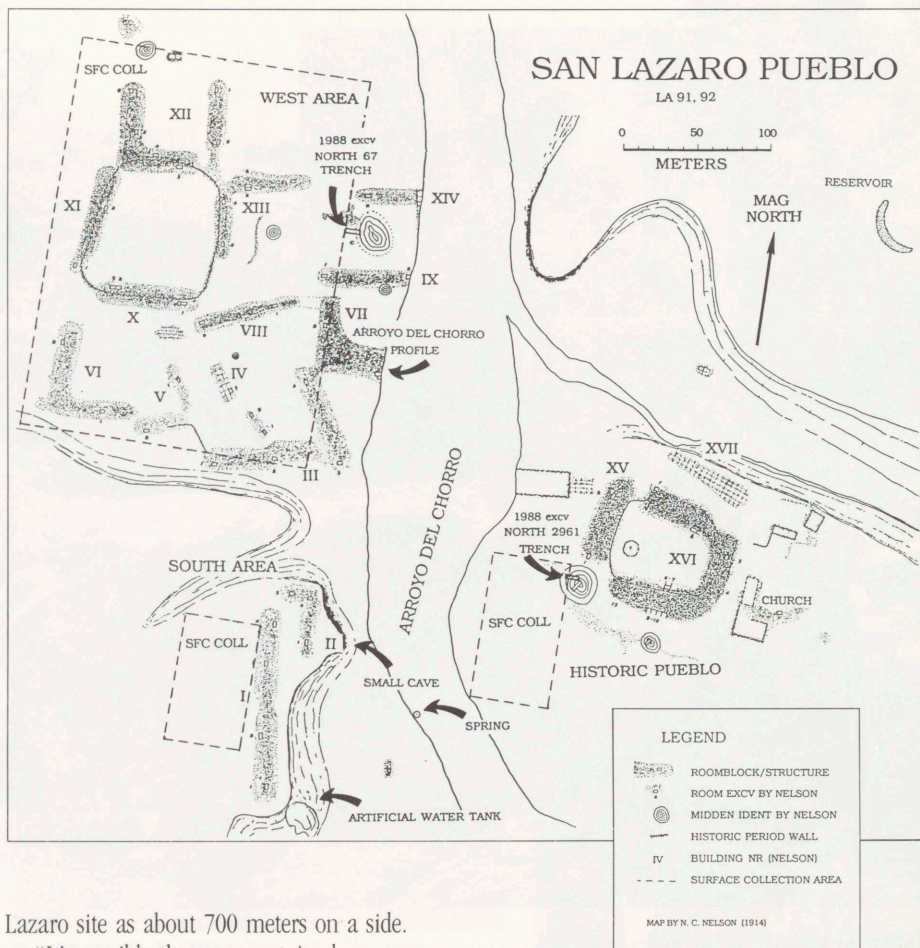 SAN LAZARO PUEBLO
LA 91, 92
0 50 100
METERS
MAG
NORTH
RESERVOIR
SFC COLL
WEST AREA
XII
1988 excv
NORTH 67
TRENCH
XI
XIII
XIV
IX
X
VIII
VII
ARROYO DEL CHORRO
PROFILE
VI
V
IV
III
ARROYO DEL CHORRO
XVII
XV
1988 excv
NORTH 2961
TRENCH
XVI
SOUTH AREA
SFC COLL
SFC COLL
CHURCH
HISTORIC PUEBLO
II
I
SMALL CAVE
SPRING
ARTIFICIAL WATER TANK
LEGEND
ROOMBLOCK/STRUCTURE
ROOM EXCV BY NELSON
MIDDEN IDENT BY NELSON
HISTORIC PERIOD WALL
IV BUILDING NR (NELSON)
SURFACE COLLECTION AREA
MAP BY N. C. NELSON (1914)
Lazaro site as about 700 meters on a side.